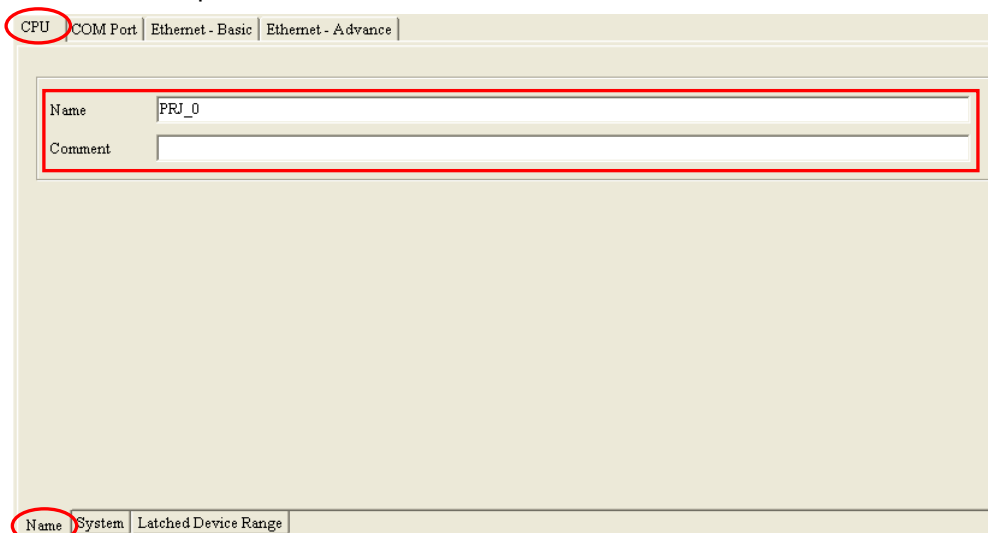 CPU COM Port Ethernet - Basic Ethernet - Advance
Name PRJ_0
Comment
Name System Latched Device Range